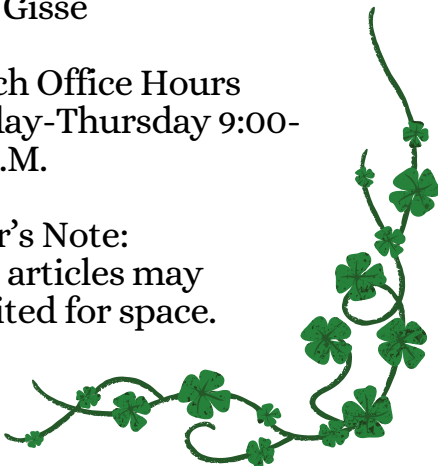 Gisse
ch Office Hours
day-Thursday 9:00-
.M.
r’s Note:
articles may
ited for space.